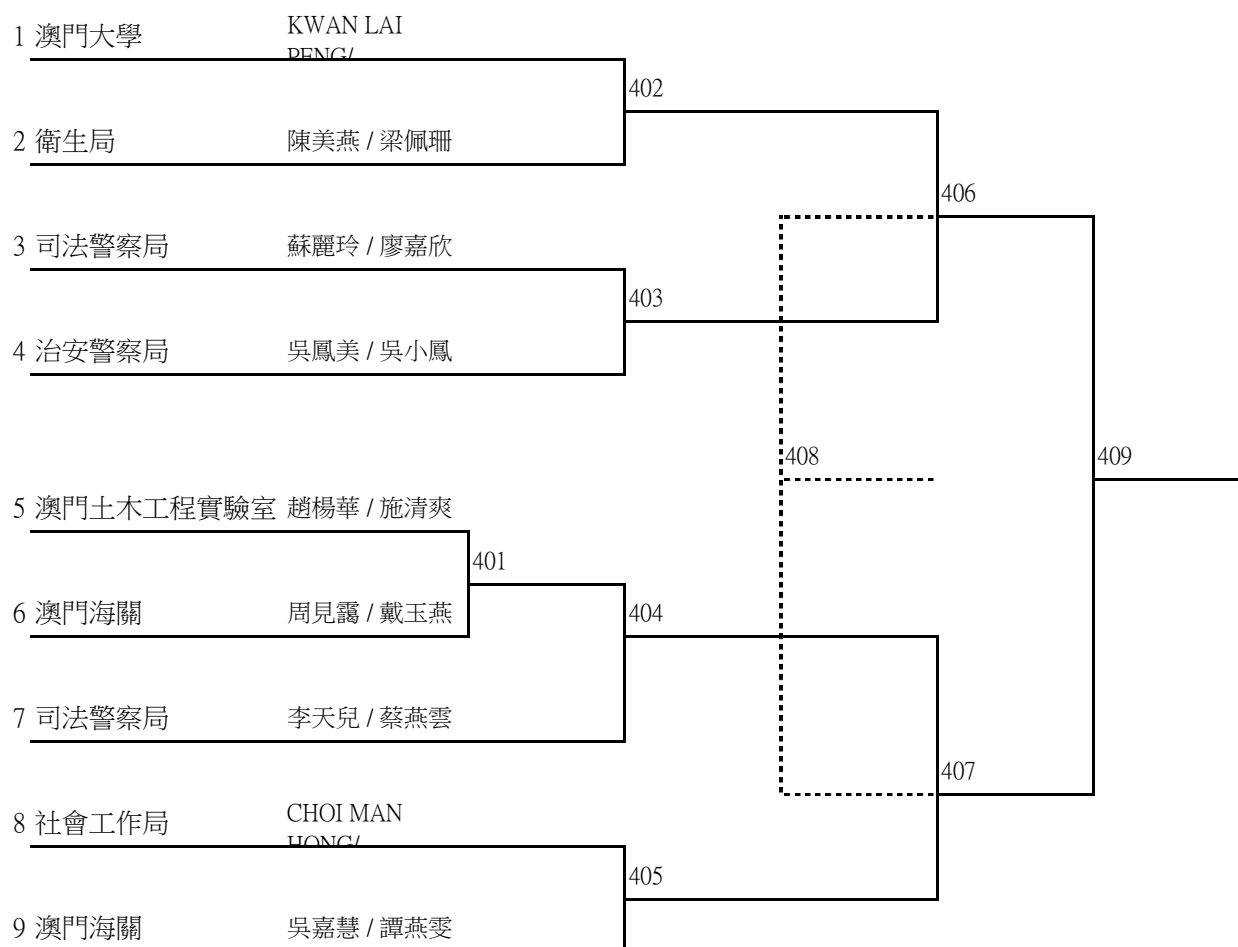 1 澳門大學 KWAN LAI
PENG/
402
2 衛生局 陳美燕 / 梁佩珊
406
3 司法警察局 蘇麗玲 / 廖嘉欣
403
4 治安警察局 吳鳳美 / 吳小鳳
408
409
5 澳門土木工程實驗室 趙楊華 / 施清爽
401
6 澳門海關 周見靄 / 戴玉燕
404
7 司法警察局 李天兒 / 蔡燕雲
407
8 社會工作局 CHOI MAN
HONG/
405
9 澳門海關 吳嘉慧 / 譚燕雯